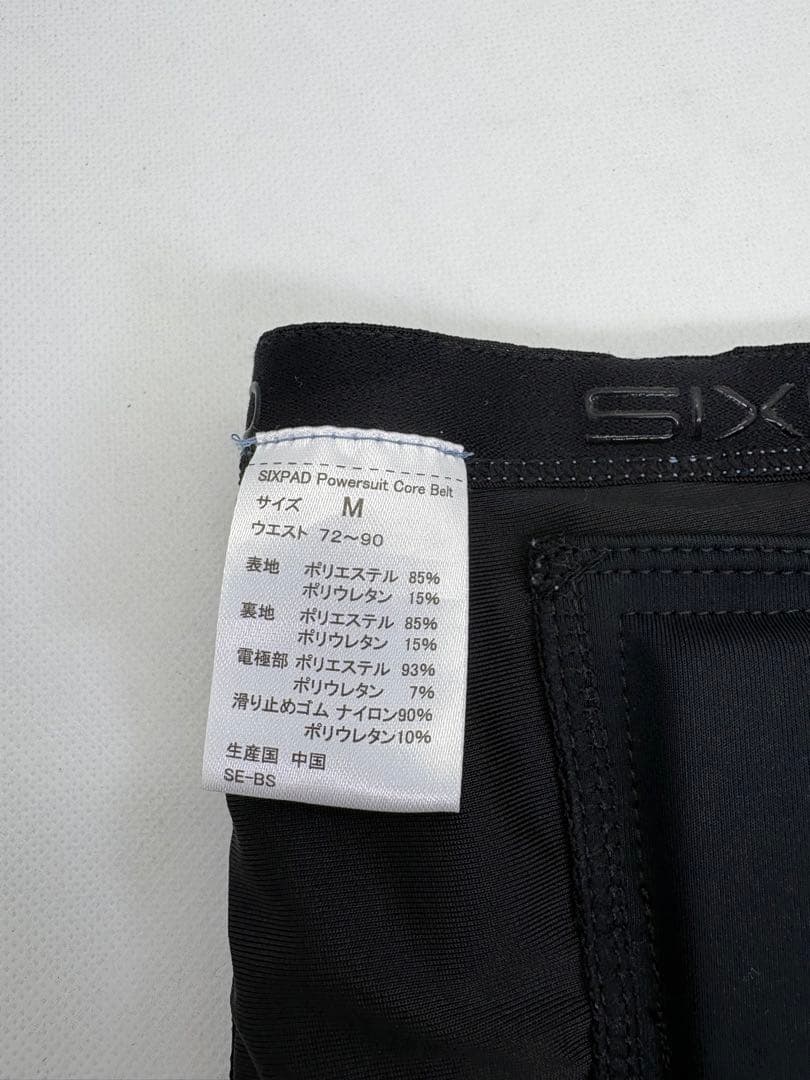 SIX
SIXPAD Powersuit Core Belt
サイズ M
ウエスト 72～90
表地 ポリエステル 85%
ポリウレタン 15%
裏地 ポリエステル 85%
ポリウレタン 15%
電極部 ポリエステル 93%
ポリウレタン 7%
滑り止めゴム ナイロン90%
ポリウレタン10%
生産国 中国
SE-BS